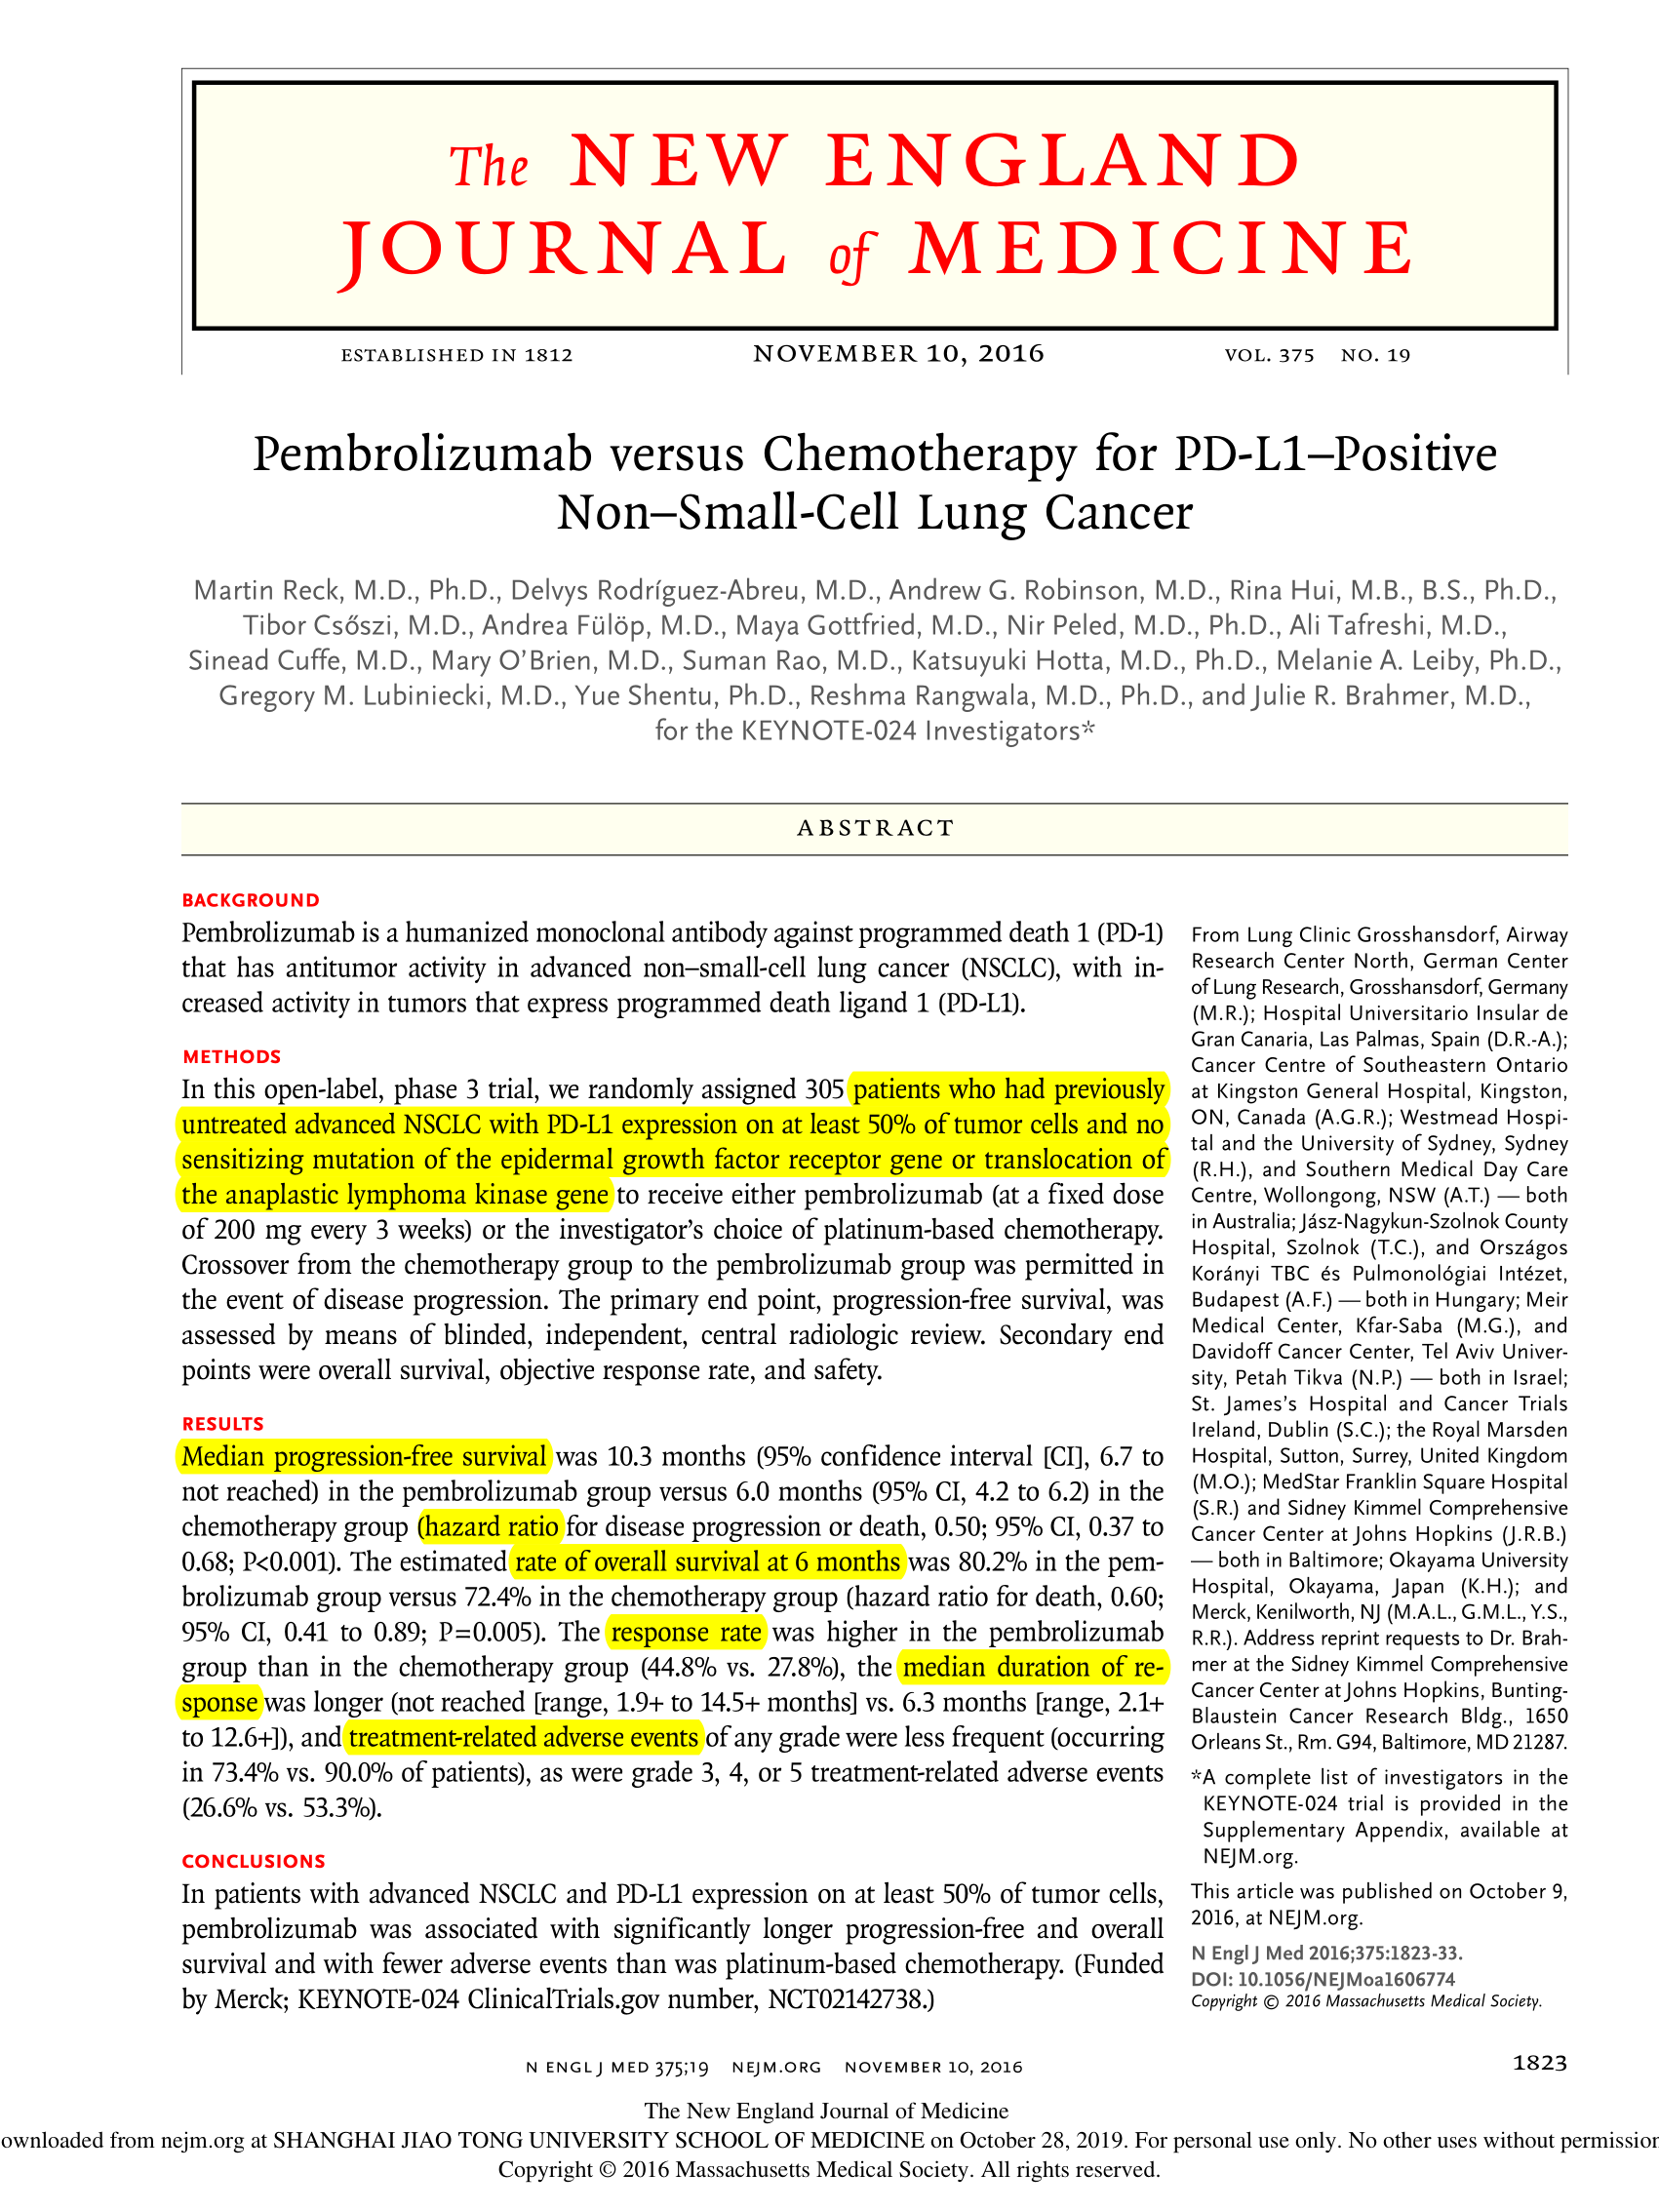 The NEW ENGLAND
JOURNAL of MEDICINE
ESTABLISHED IN 1812
NOVEMBER 10, 2016
VOL. 375 NO. 19
Pembrolizumab versus Chemotherapy for PD-L1–Positive
Non–Small-Cell Lung Cancer
Martin Reck, M.D., Ph.D., Delvys Rodríguez-Abreu, M.D., Andrew G. Robinson, M.D., Rina Hui, M.B., B.S., Ph.D.,
Tibor Csőszi, M.D., Andrea Fülöp, M.D., Maya Gottfried, M.D., Nir Peled, M.D., Ph.D., Ali Tafreshi, M.D.,
Sinead Cuffe, M.D., Mary O’Brien, M.D., Suman Rao, M.D., Katsuyuki Hotta, M.D., Ph.D., Melanie A. Leiby, Ph.D.,
Gregory M. Lubiniecki, M.D., Yue Shentu, Ph.D., Reshma Rangwala, M.D., Ph.D., and Julie R. Brahmer, M.D.,
for the KEYNOTE-024 Investigators*
ABSTRACT
BACKGROUND
Pembrolizumab is a humanized monoclonal antibody against programmed death 1 (PD-1)
that has antitumor activity in advanced non–small-cell lung cancer (NSCLC), with in-
creased activity in tumors that express programmed death ligand 1 (PD-L1).
METHODS
In this open-label, phase 3 trial, we randomly assigned 305 patients who had previously
untreated advanced NSCLC with PD-L1 expression on at least 50% of tumor cells and no
sensitizing mutation of the epidermal growth factor receptor gene or translocation of
the anaplastic lymphoma kinase gene to receive either pembrolizumab (at a fixed dose
of 200 mg every 3 weeks) or the investigator’s choice of platinum-based chemotherapy.
Crossover from the chemotherapy group to the pembrolizumab group was permitted in
the event of disease progression. The primary end point, progression-free survival, was
assessed by means of blinded, independent, central radiologic review. Secondary end
points were overall survival, objective response rate, and safety.
RESULTS
Median progression-free survival was 10.3 months (95% confidence interval [CI], 6.7 to
not reached) in the pembrolizumab group versus 6.0 months (95% CI, 4.2 to 6.2) in the
chemotherapy group (hazard ratio for disease progression or death, 0.50; 95% CI, 0.37 to
0.68; P<0.001). The estimated rate of overall survival at 6 months was 80.2% in the pem-
brolizumab group versus 72.4% in the chemotherapy group (hazard ratio for death, 0.60;
95% CI, 0.41 to 0.89; P=0.005). The response rate was higher in the pembrolizumab
group than in the chemotherapy group (44.8% vs. 27.8%), the median duration of re-
sponse was longer (not reached [range, 1.9+ to 14.5+ months] vs. 6.3 months [range, 2.1+
to 12.6+]), and treatment-related adverse events of any grade were less frequent (occurring
in 73.4% vs. 90.0% of patients), as were grade 3, 4, or 5 treatment-related adverse events
(26.6% vs. 53.3%).
CONCLUSIONS
In patients with advanced NSCLC and PD-L1 expression on at least 50% of tumor cells,
pembrolizumab was associated with significantly longer progression-free and overall
survival and with fewer adverse events than was platinum-based chemotherapy. (Funded
by Merck; KEYNOTE-024 ClinicalTrials.gov number, NCT02142738.)
From Lung Clinic Grosshansdorf, Airway
Research Center North, German Center
of Lung Research, Grosshansdorf, Germany
(M.R.); Hospital Universitario Insular de
Gran Canaria, Las Palmas, Spain (D.R.-A.);
Cancer Centre of Southeastern Ontario
at Kingston General Hospital, Kingston,
ON, Canada (A.G.R.); Westmead Hospi-
tal and the University of Sydney, Sydney
(R.H.), and Southern Medical Day Care
Centre, Wollongong, NSW (A.T.) — both
in Australia; Jász-Nagykun-Szolnok County
Hospital, Szolnok (T.C.), and Országos
Korányi TBC és Pulmonológiai Intézet,
Budapest (A.F.) — both in Hungary; Meir
Medical Center, Kfar-Saba (M.G.), and
Davidoff Cancer Center, Tel Aviv Univer-
sity, Petah Tikva (N.P.) — both in Israel;
St. James’s Hospital and Cancer Trials
Ireland, Dublin (S.C.); the Royal Marsden
Hospital, Sutton, Surrey, United Kingdom
(M.O.); MedStar Franklin Square Hospital
(S.R.) and Sidney Kimmel Comprehensive
Cancer Center at Johns Hopkins (J.R.B.)
— both in Baltimore; Okayama University
Hospital, Okayama, Japan (K.H.); and
Merck, Kenilworth, NJ (M.A.L., G.M.L., Y.S.,
R.R.). Address reprint requests to Dr. Brah-
mer at the Sidney Kimmel Comprehensive
Cancer Center at Johns Hopkins, Bunting-
Blaustein Cancer Research Bldg., 1650
Orleans St., Rm. G94, Baltimore, MD 21287.
*A complete list of investigators in the
KEYNOTE-024 trial is provided in the
Supplementary Appendix, available at
NEJM.org.
This article was published on October 9,
2016, at NEJM.org.
N Engl J Med 2016;375:1823-33.
DOI: 10.1056/NEJMoa1606774
Copyright © 2016 Massachusetts Medical Society.
N ENGL J MED 375;19 NEJM.ORG NOVEMBER 10, 2016
1823
The New England Journal of Medicine
ownloaded from nejm.org at SHANGHAI JIAO TONG UNIVERSITY SCHOOL OF MEDICINE on October 28, 2019. For personal use only. No other uses without permission
Copyright © 2016 Massachusetts Medical Society. All rights reserved.